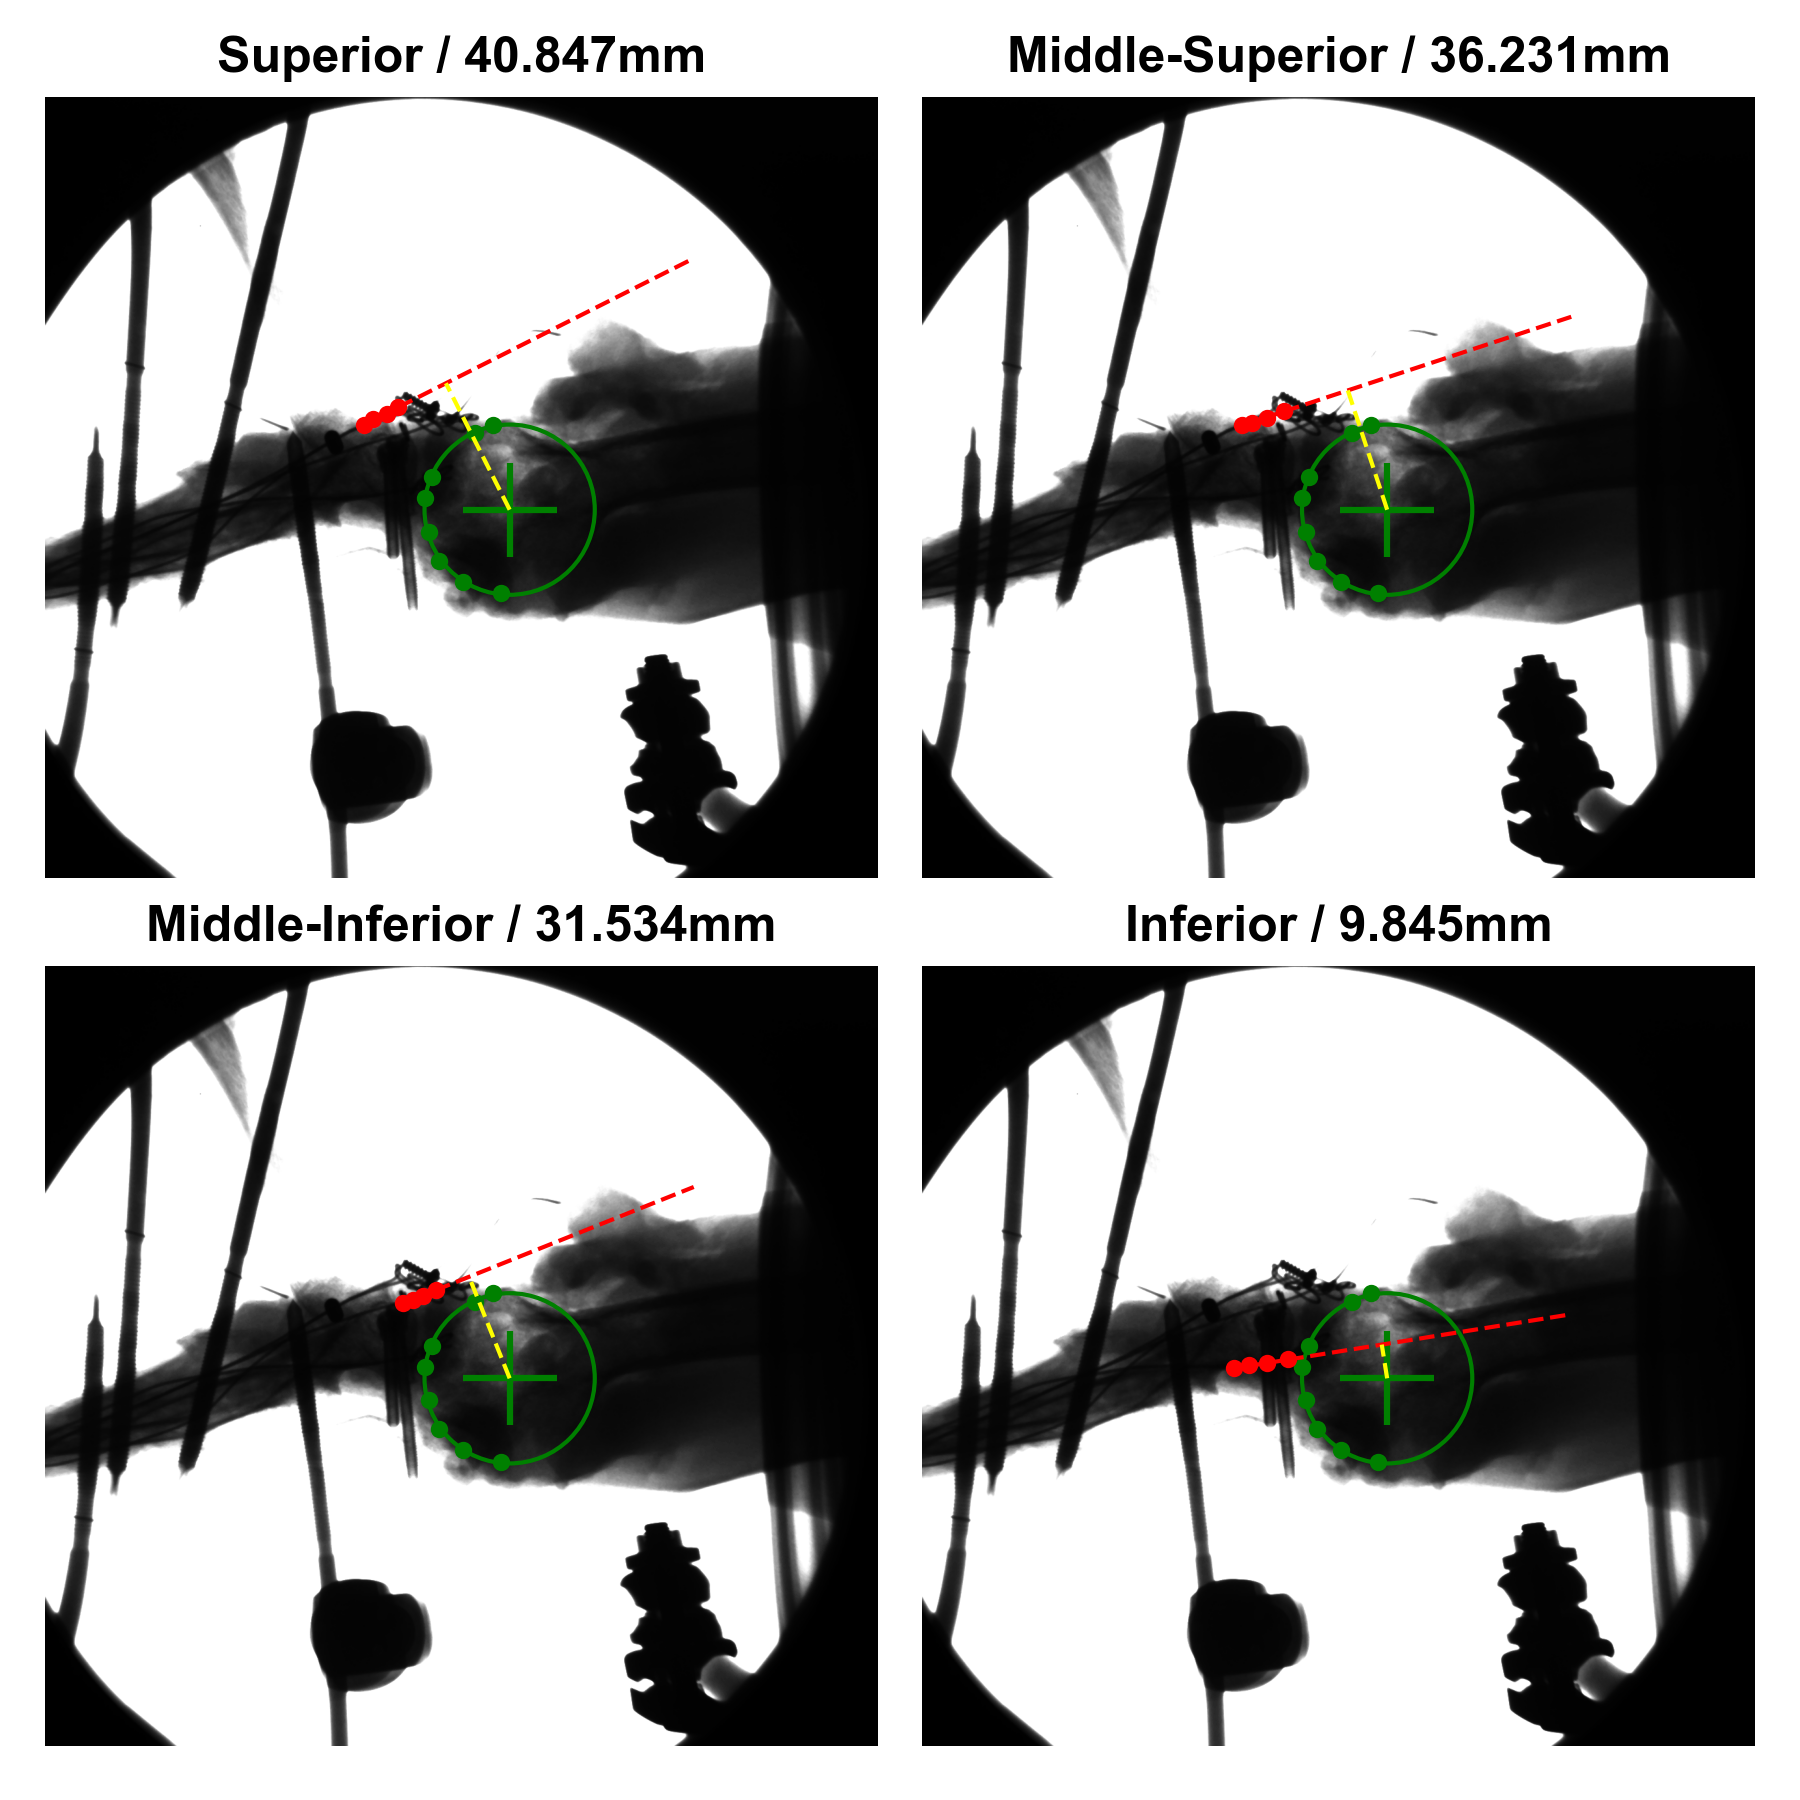 Superior / 40.847mm
Middle-Superior / 36.231mm
Middle-Inferior / 31.534mm
Inferior / 9.845mm